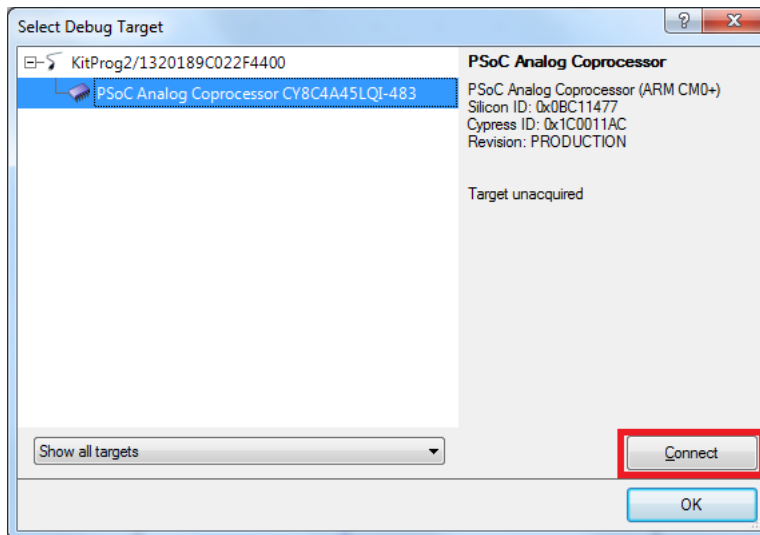 Select Debug Target
KitProg2/1320189C022F4400
PSoC Analog Coprocessor CY8C4A45LQI-483
PSoC Analog Coprocessor
PSoC Analog Coprocessor (ARM CM0+)
Silicon ID: 0x0BC11477
Cypress ID: 0x1C0011AC
Revision: PRODUCTION
Target unacquired
Show all targets
Connect
OK